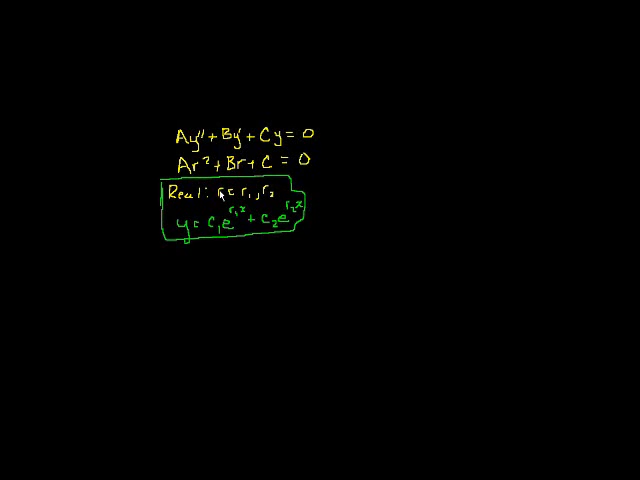 Ay'' + By' + Cy = 0
Ar² + Br + C = 0
Real: r = r₁, r₂
y = c₁e^r₁x + c₂e^r₂x